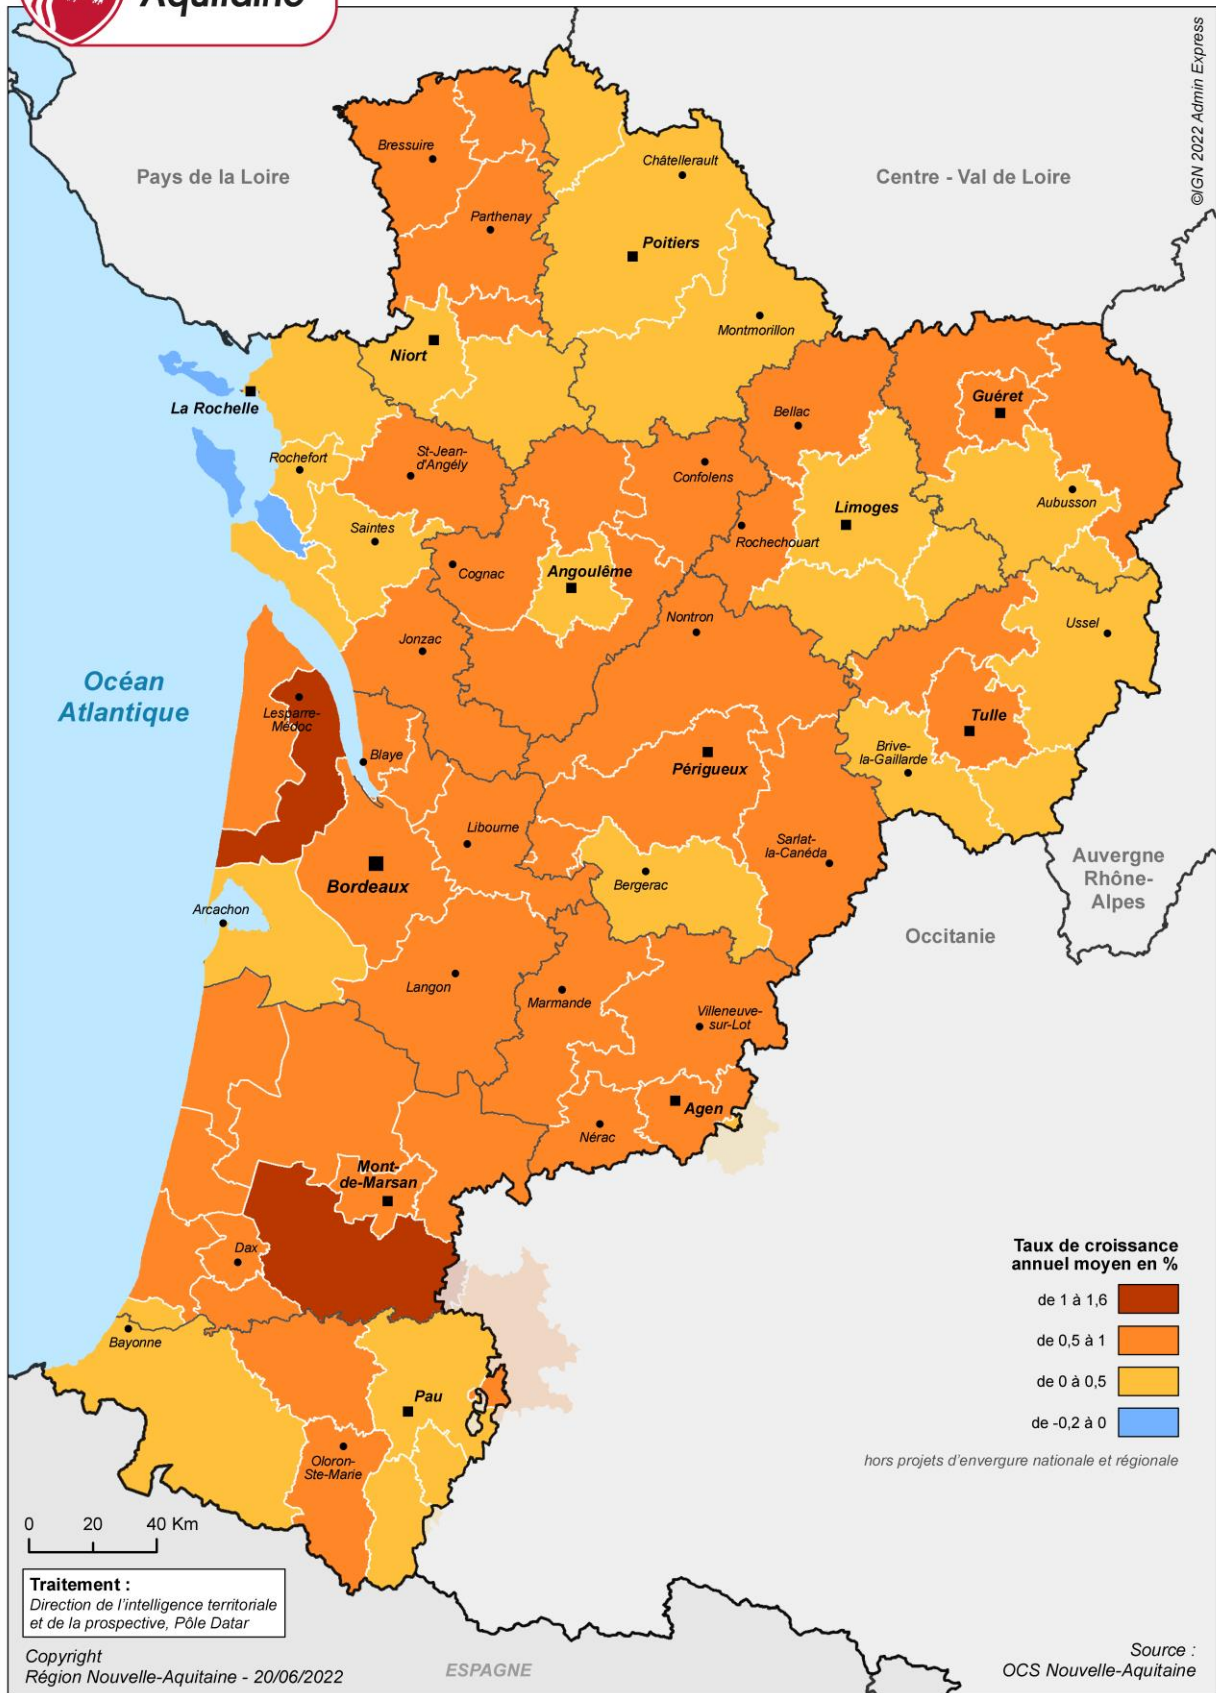 Aquitaine
©IGN 2022 Admin Express
Pays de la Loire
Centre - Val de Loire
Bressuire
Châtellerault
Parthenay
Poitiers
Montmorillon
Niort
La Rochelle
Guéret
Bellac
Rochefort
St-Jean-
d'Angély
Confolens
Aubusson
Limoges
Saintes
Rochechouart
Cognac
Angoulême
Nontron
Ussel
Jonzac
Océan
Atlantique
Lesparre-
Médoc
Tulle
Blaye
Périgueux
Brive-
la-Gaillarde
Libourne
Sarlat-
la-Canéda
Auvergne
Rhône-
Alpes
Bordeaux
Bergerac
Arcachon
Occitanie
Langon
Marmande
Villeneuve-
sur-Lot
Agen
Nérac
Mont-
de-Marsan
Dax
Taux de croissance
annuel moyen en %
de 1 à 1,6
de 0,5 à 1
de 0 à 0,5
de -0,2 à 0
hors projets d'envergure nationale et régionale
Bayonne
Pau
Oloron-
Ste-Marie
0 20 40 Km
Traitement :
Direction de l'intelligence territoriale
et de la prospective, Pôle Datar
Copyright
Région Nouvelle-Aquitaine - 20/06/2022
ESPAGNE
Source :
OCS Nouvelle-Aquitaine